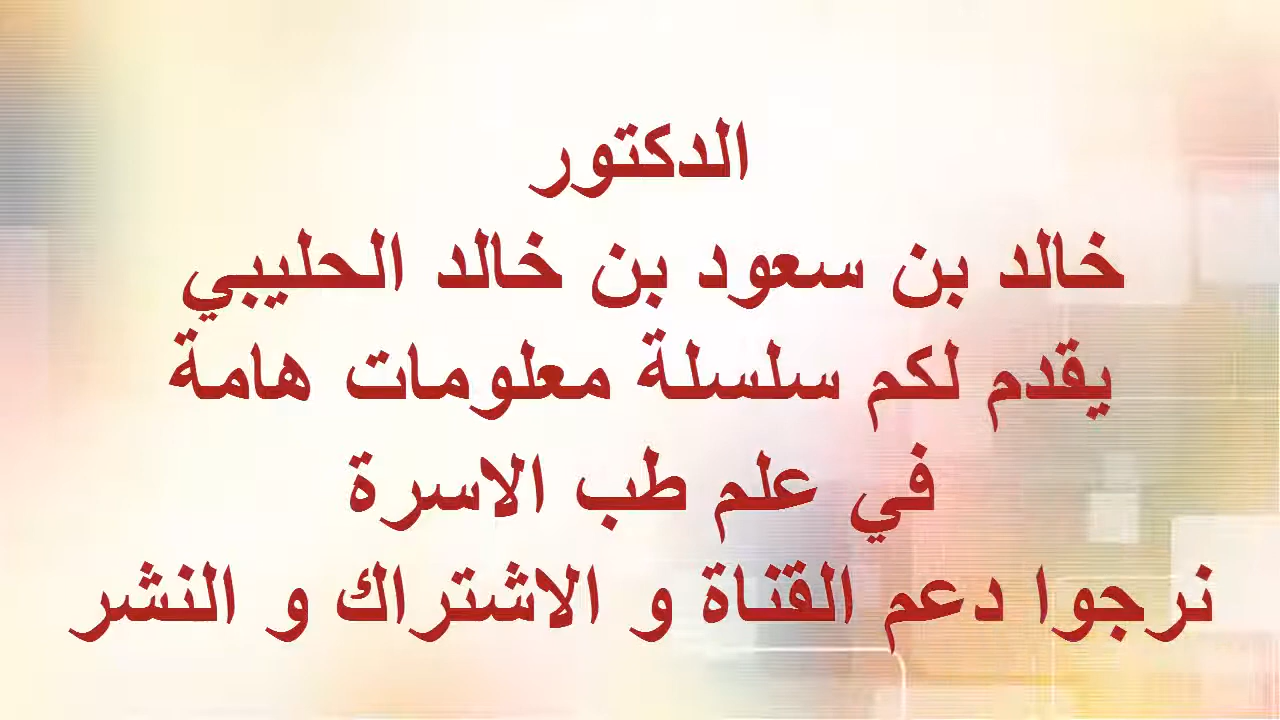 الدكتور
خالد بن سعود بن خالد الحليبي
يقدم لكم سلسلة معلومات هامة
في علم طب الاسرة
نرجوا دعم القناة و الاشتراك و النشر